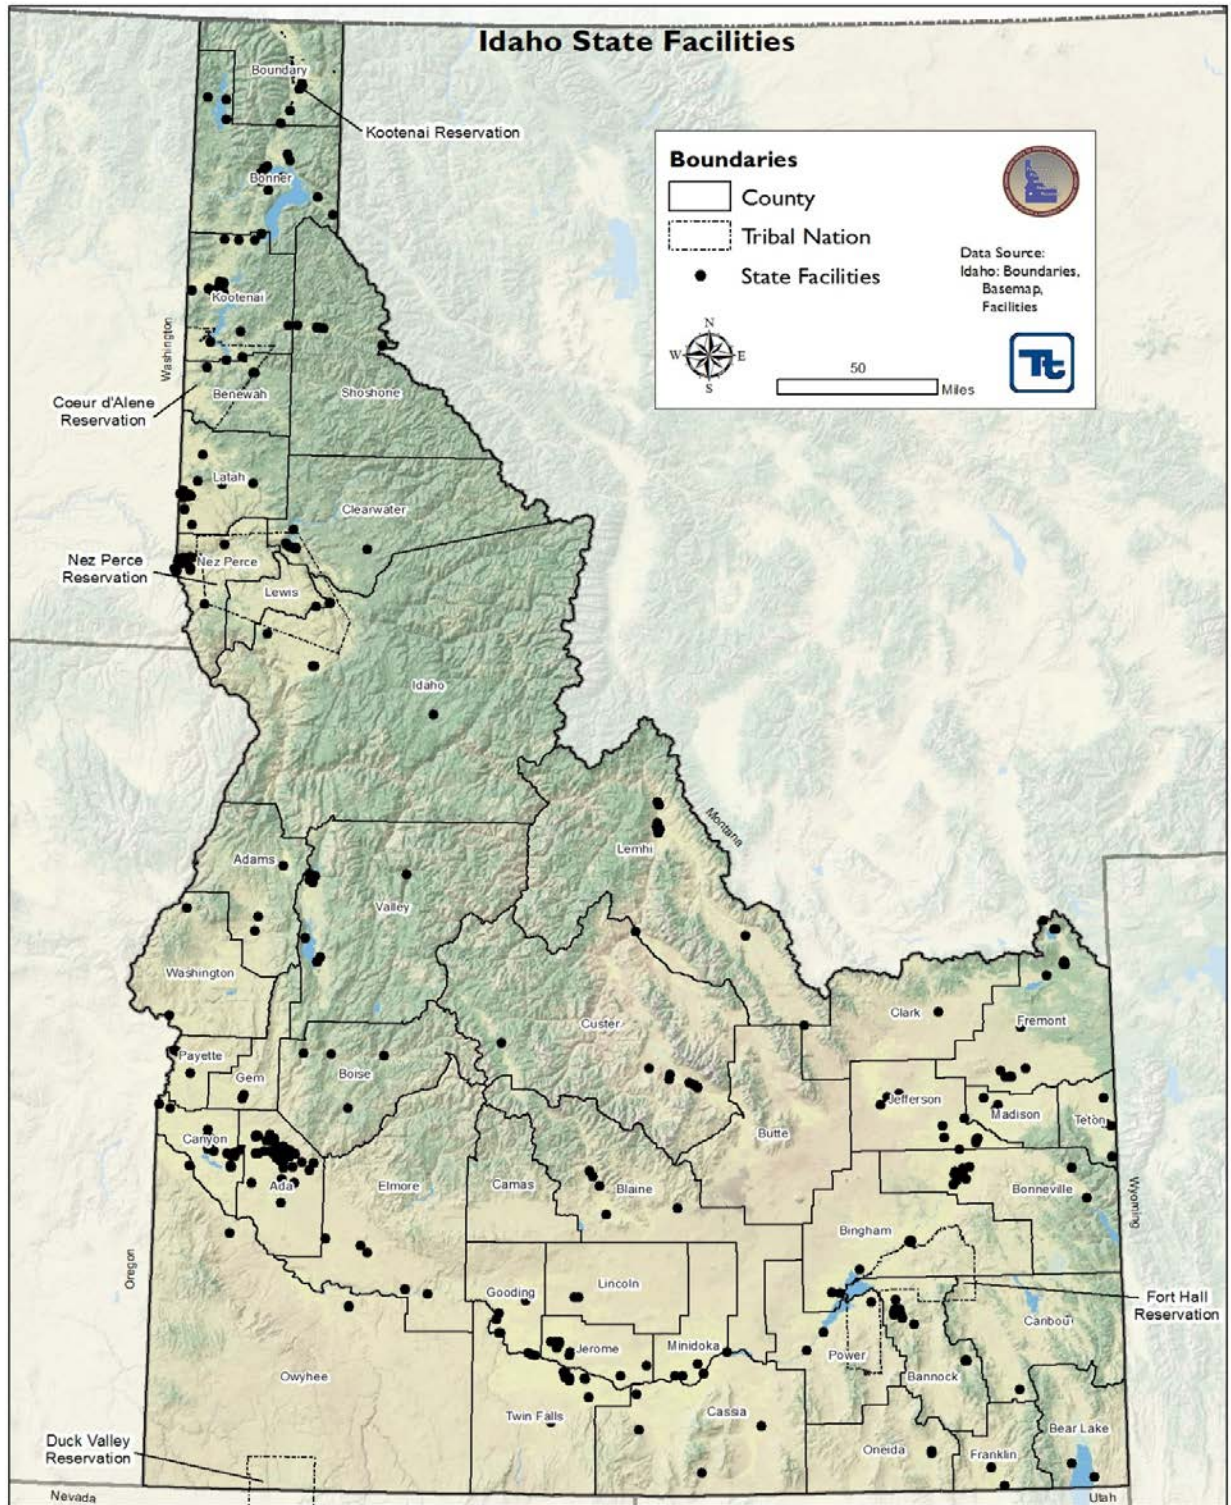 Idaho State Facilities
Boundary
Kootenai Reservation
Bonner
Boundaries
County
Tribal Nation
State Facilities
Data Source:
Idaho: Boundaries,
Basemap,
Facilities
N
W
E
S
50
Miles
Tt
Kootenai
Washington
Coeur d'Alene
Reservation
Benewah
Shoshone
Latah
Clearwater
Nez Perce
Reservation
Nez Perce
Lewis
Idaho
Montana
Lemhi
Adams
Valley
Washington
Custer
Clark
Fremont
Payette
Gem
Boise
Jefferson
Madison
Teton
Butte
Canyon
Ada
Elmore
Camas
Blaine
Bonneville
Wyoming
Bingham
Oregon
Gooding
Lincoln
Fort Hall
Reservation
Caribou
Jerome
Minidoka
Power
Bannock
Owyhee
Twin Falls
Cassia
Oneida
Franklin
Bear Lake
Duck Valley
Reservation
Nevada
Utah